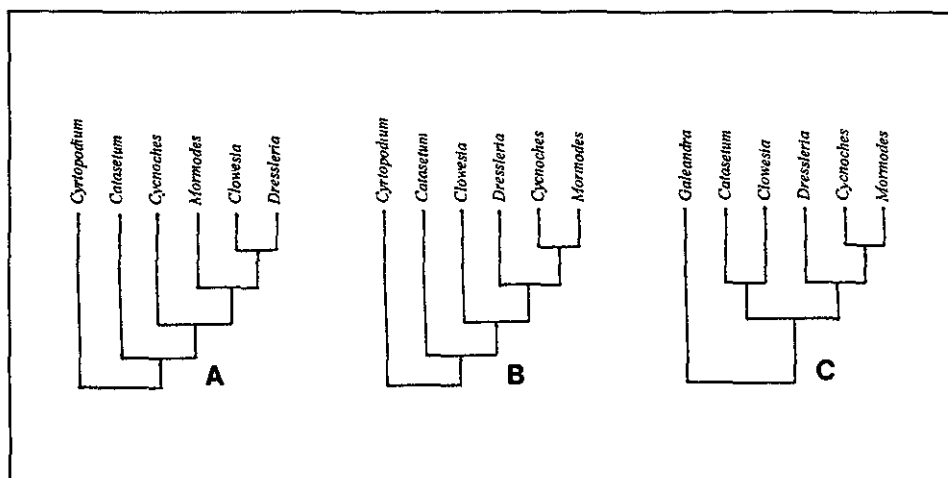 Cyrtopodium
Catasetum
Cycnoches
Mormodes
Clowesia
Dressleria
A
Cyrtopodium
Catasetum
Clowesia
Dressleria
Cycnoches
Mormodes
B
Galeandra
Catasetum
Clowesia
Dressleria
Cycnoches
Mormodes
C